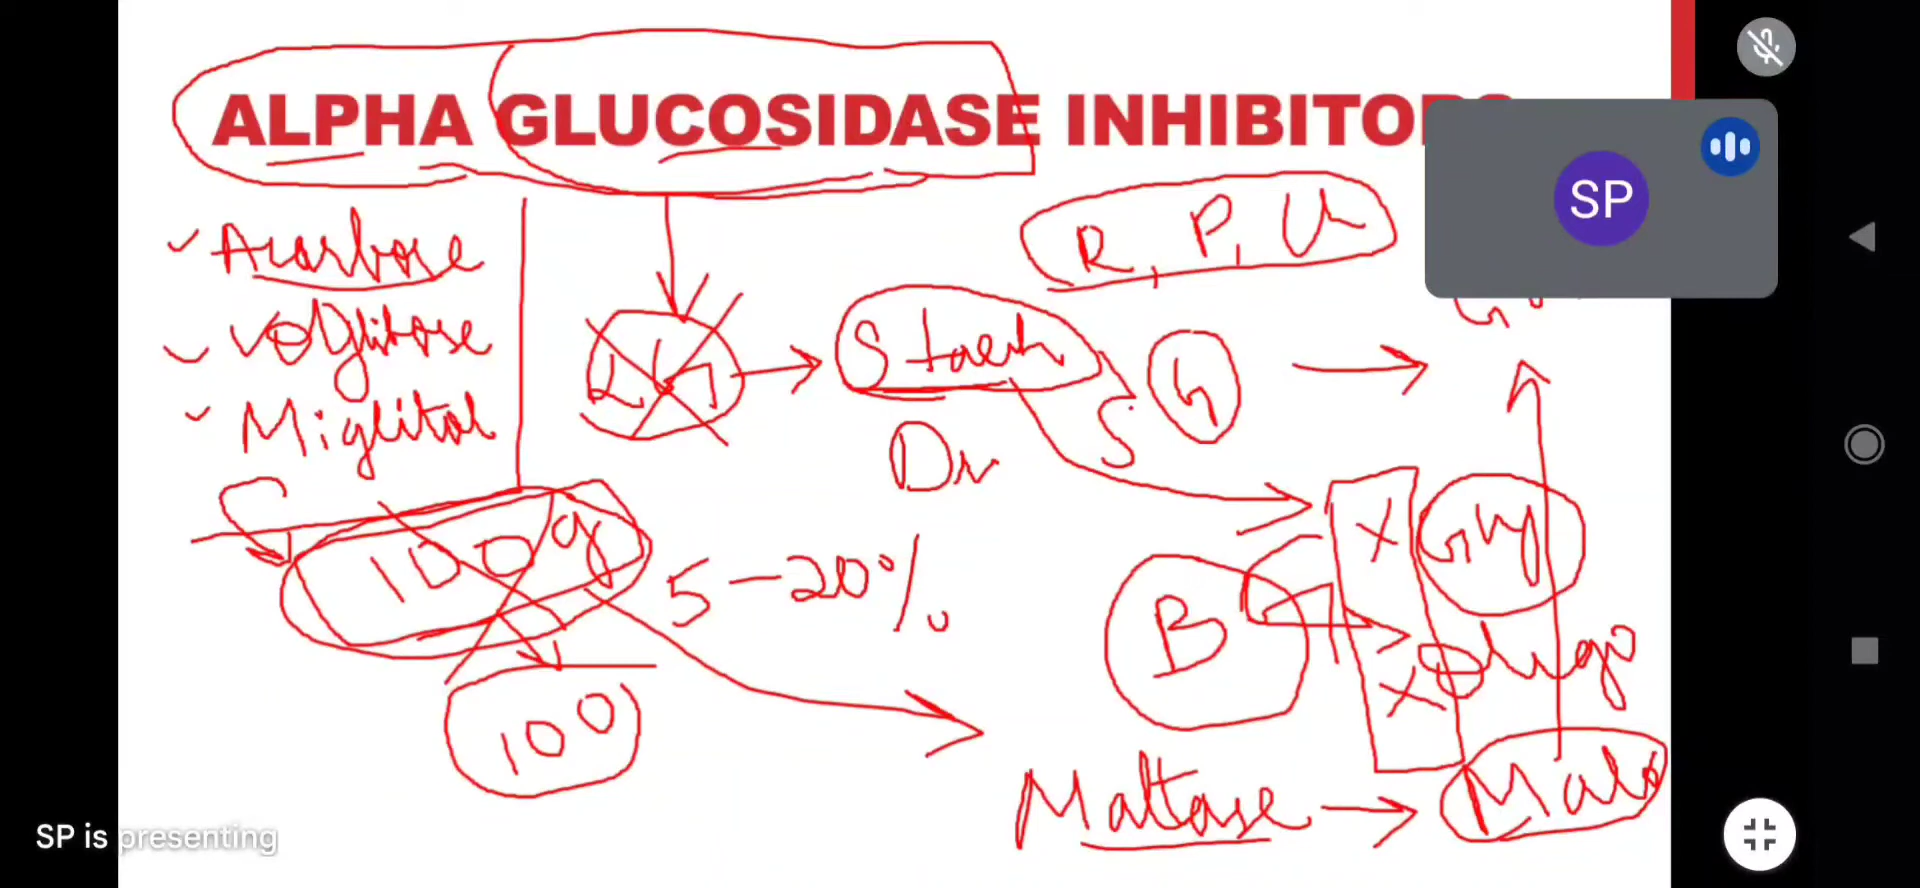 ALPHA GLUCOSIDASE INHIBITOR
SP
R, P, U
Acarbose
Voglibose
Miglitol
Starch
G
Dr
100g
5-20%
B
Oligo
100
Maltase
Malt
SP is presenting